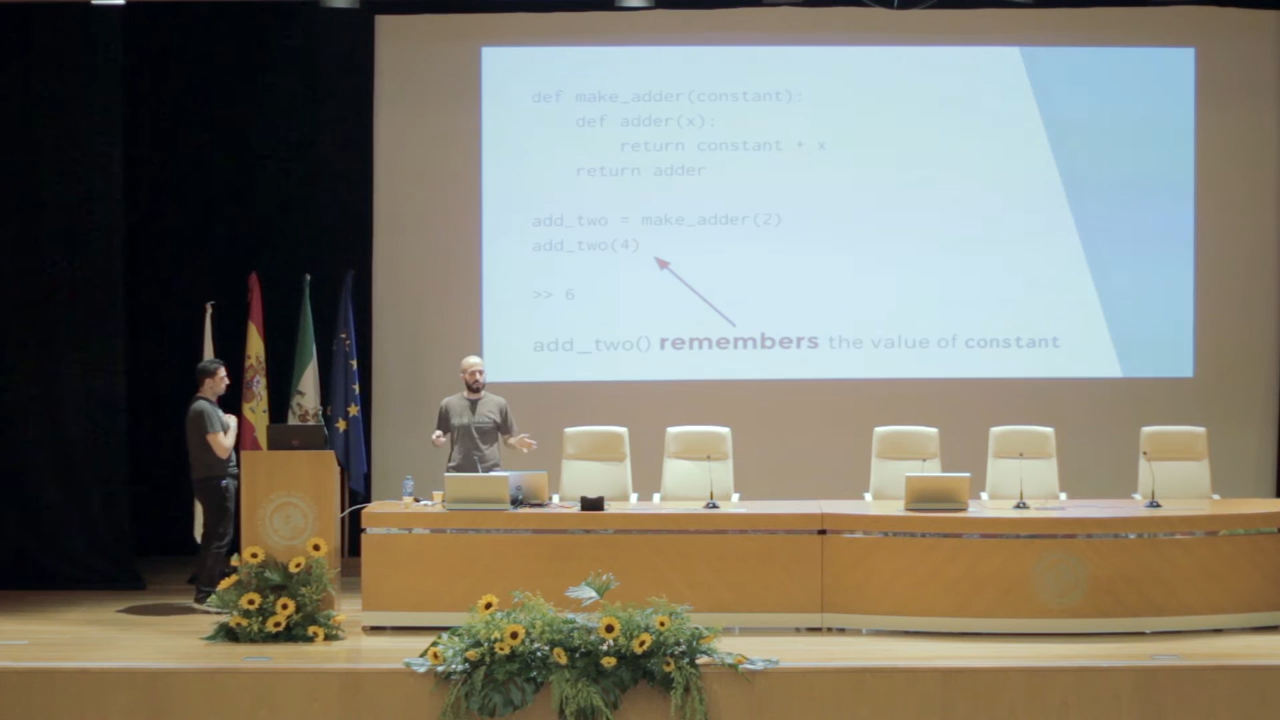 def make_adder(constant):
    def adder(x):
        return constant + x
    return adder
add_two = make_adder(2)
add_two(4)
>> 6
add_two() remembers the value of constant